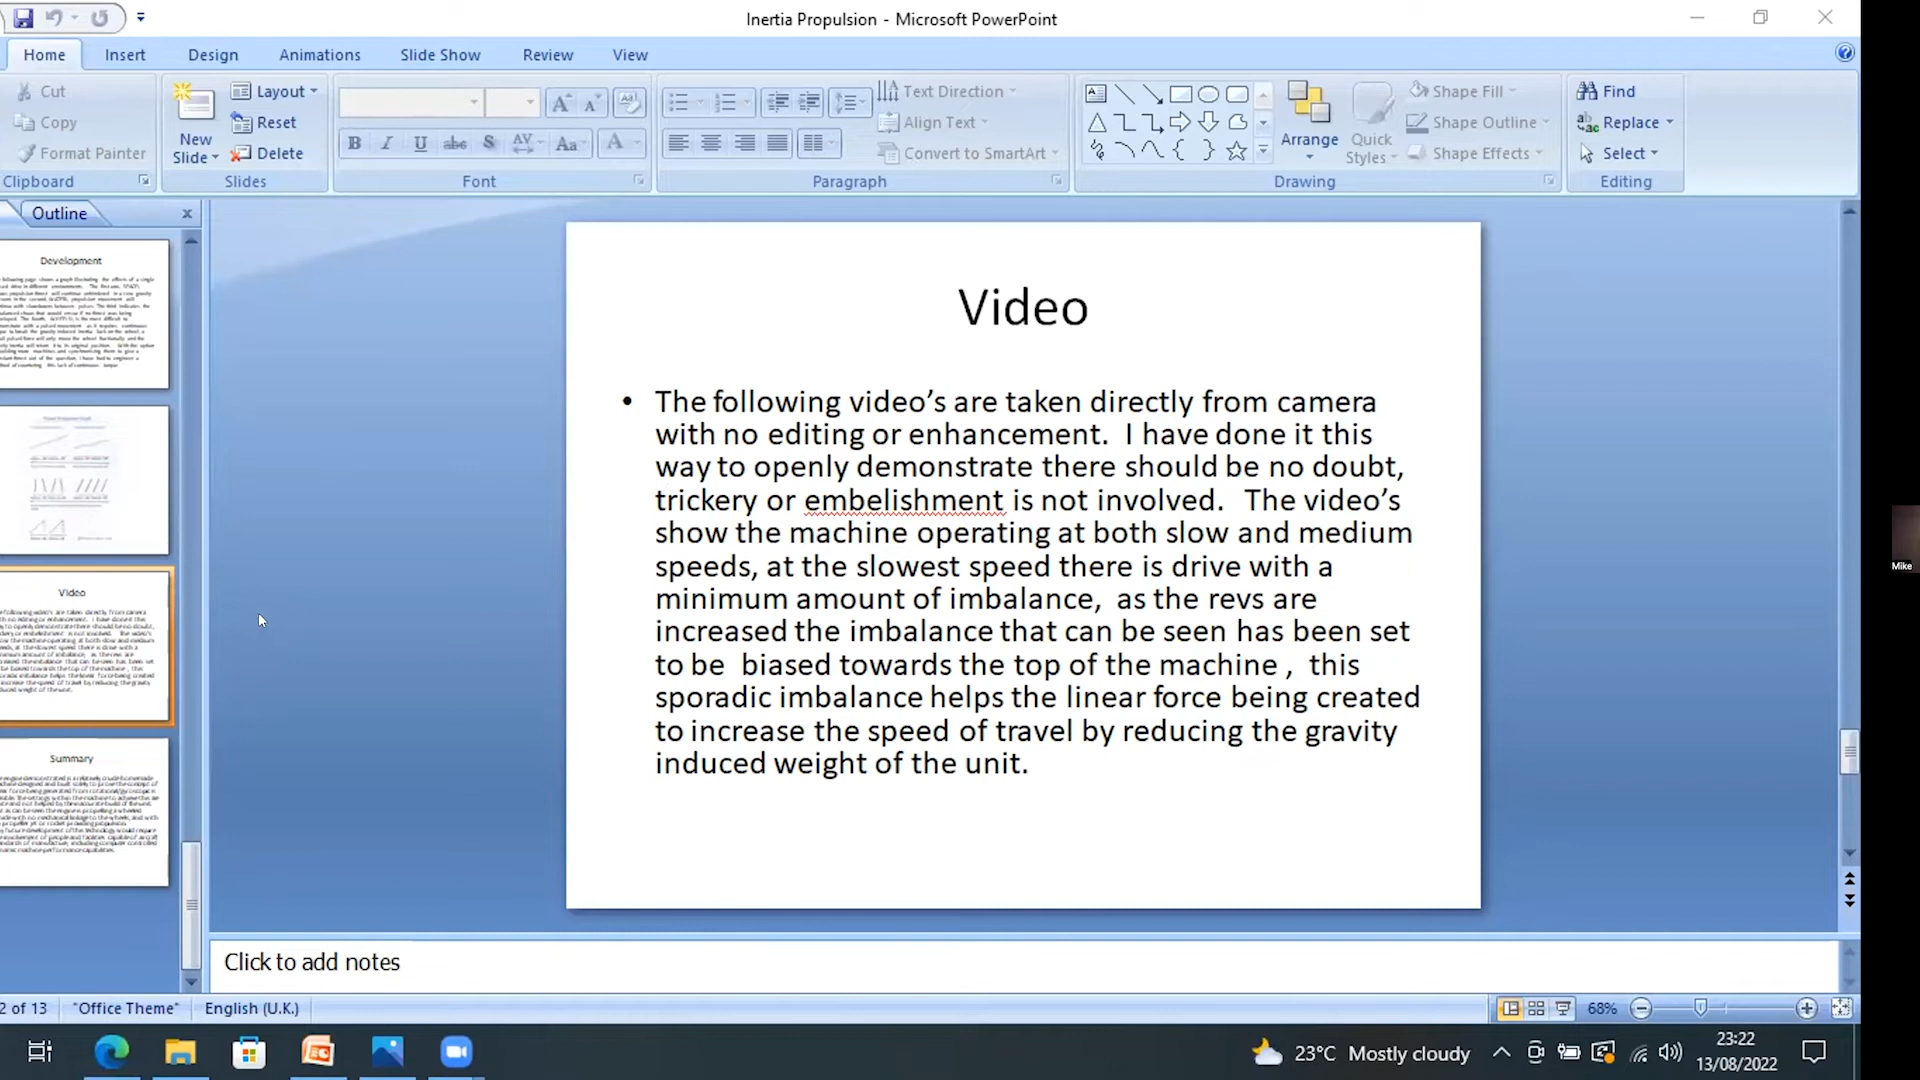 Inertia Propulsion - Microsoft PowerPoint
Home Insert Design Animations Slide Show Review View
Cut
Copy
Format Painter
Clipboard
New Slide
Layout
Reset
Delete
Slides
Font
Text Direction
Align Text
Convert to SmartArt
Paragraph
Arrange
Quick Styles
Shape Fill
Shape Outline
Shape Effects
Drawing
Find
Replace
Select
Editing
Outline
Development
Video
Summary
Video
• The following video’s are taken directly from camera
with no editing or enhancement. I have done it this
way to openly demonstrate there should be no doubt,
trickery or embelishment is not involved. The video’s
show the machine operating at both slow and medium
speeds, at the slowest speed there is drive with a
minimum amount of imbalance, as the revs are
increased the imbalance that can be seen has been set
to be biased towards the top of the machine , this
sporadic imbalance helps the linear force being created
to increase the speed of travel by reducing the gravity
induced weight of the unit.
Mike
Click to add notes
2 of 13 "Office Theme" English (U.K.) 68%
23°C Mostly cloudy
23:22
13/08/2022